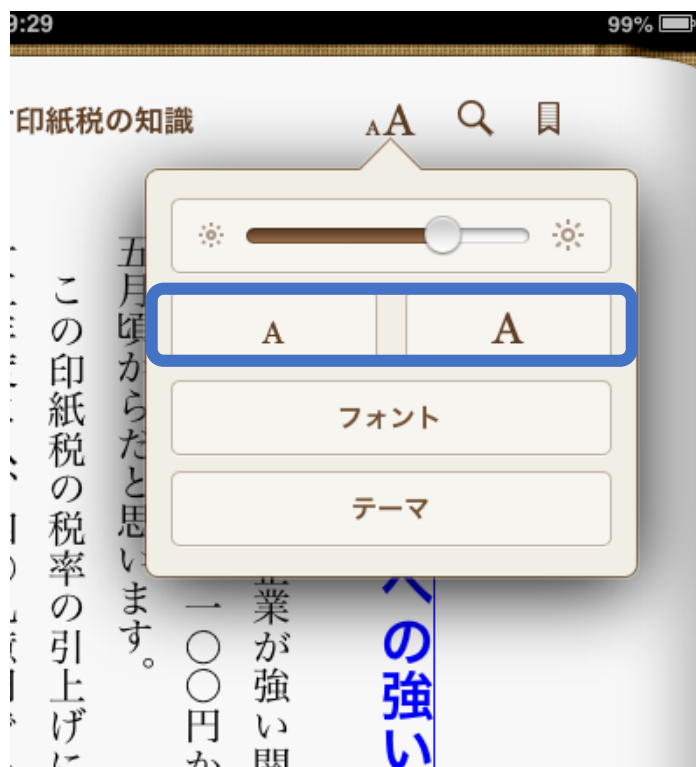 9:29
99%
印紙税の知識
AA
A
A
フォント
テーマ
への強い
業が強い
一〇〇円か
五月頃からだと思います。
この印紙税の税率の引上げに